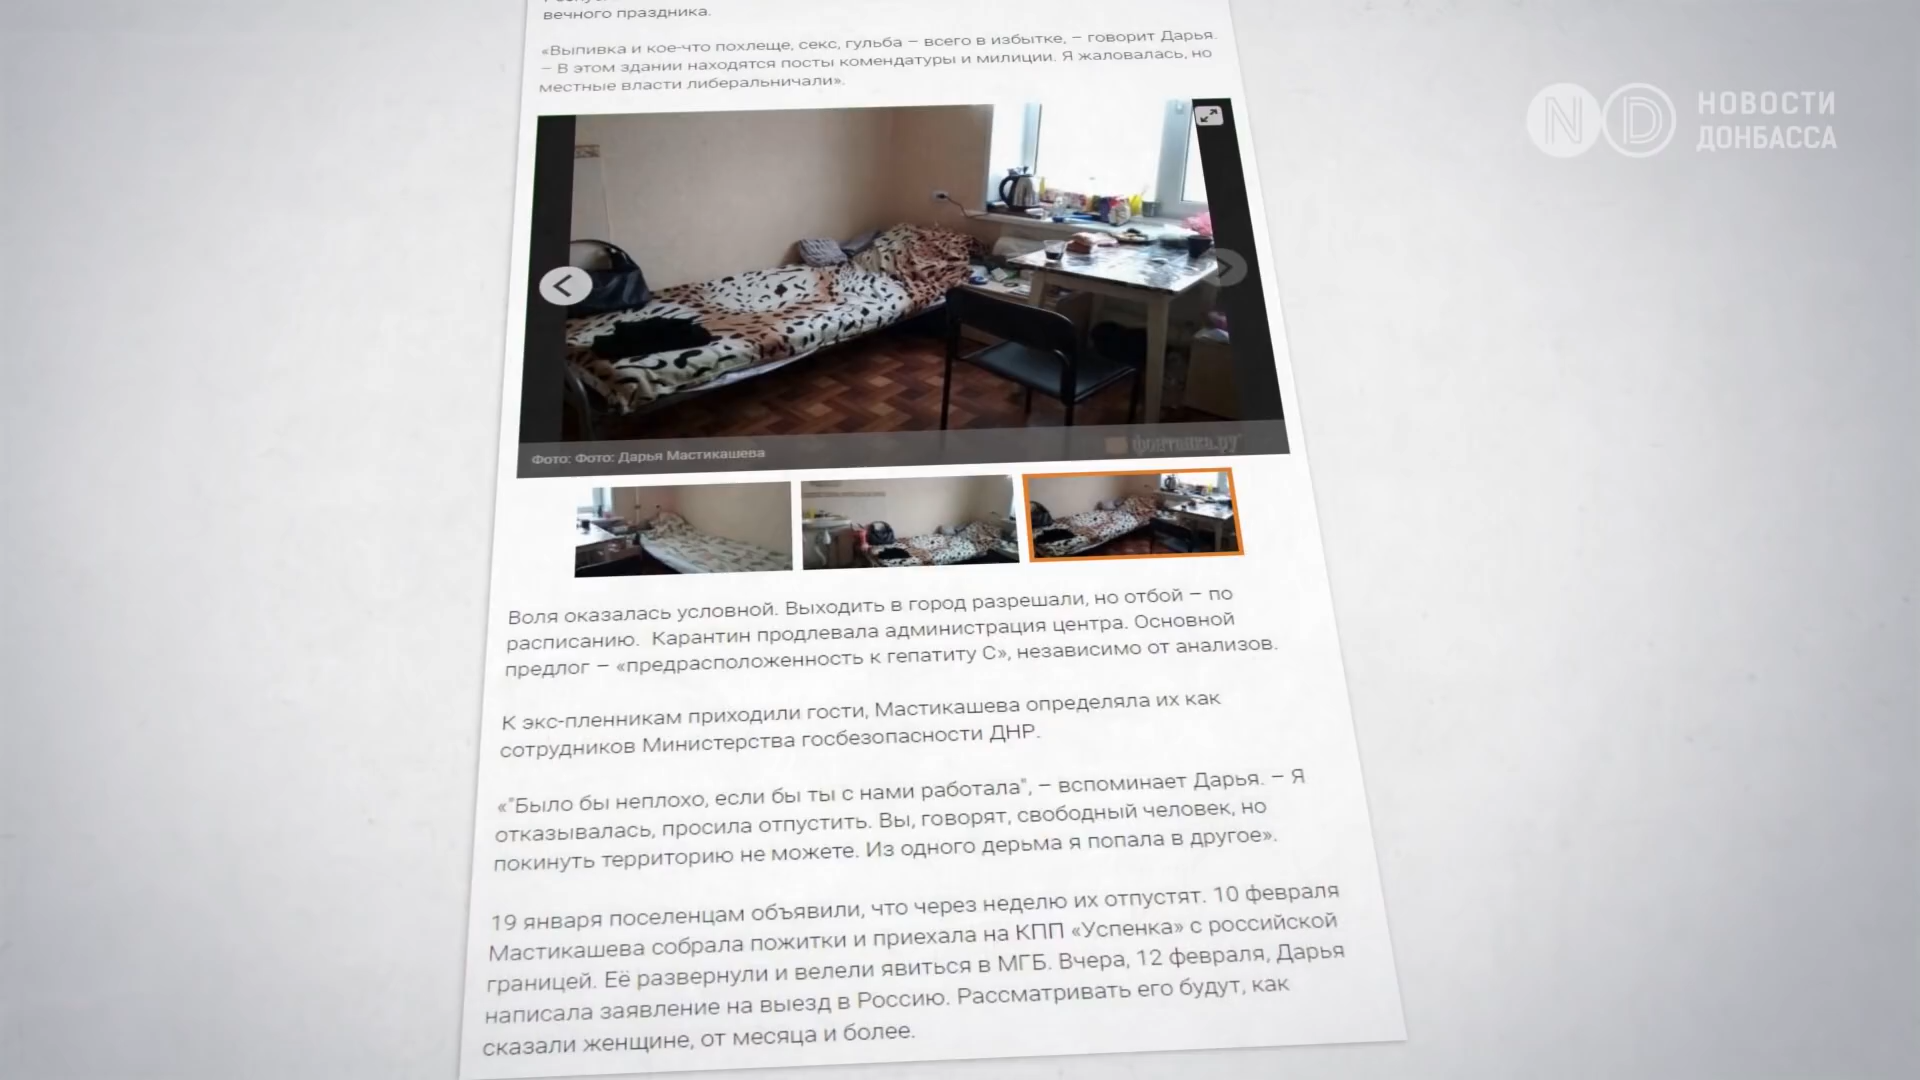 вечного праздника.
«Выпивка и кое-что похлеще, секс, гульба – всего в избытке, – говорит Дарья.
– В этом здании находятся посты комендатуры и милиции. Я жаловалась, но
местные власти либеральничали».
ND НОВОСТИ
ДОНБАССА
фонтанка.ру
Фото: Фото: Дарья Мастикашева
Воля оказалась условной. Выходить в город разрешали, но отбой – по
расписанию. Карантин продлевала администрация центра. Основной
предлог – «предрасположенность к гепатиту С», независимо от анализов.
К экс-пленникам приходили гости, Мастикашева определяла их как
сотрудников Министерства госбезопасности ДНР.
«"Было бы неплохо, если бы ты с нами работала", – вспоминает Дарья. – Я
отказывалась, просила отпустить. Вы, говорят, свободный человек, но
покинуть территорию не можете. Из одного дерьма я попала в другое».
19 января поселенцам объявили, что через неделю их отпустят. 10 февраля
Мастикашева собрала пожитки и приехала на КПП «Успенка» с российской
границей. Её развернули и велели явиться в МГБ. Вчера, 12 февраля, Дарья
написала заявление на выезд в Россию. Рассматривать его будут, как
сказали женщине, от месяца и более.